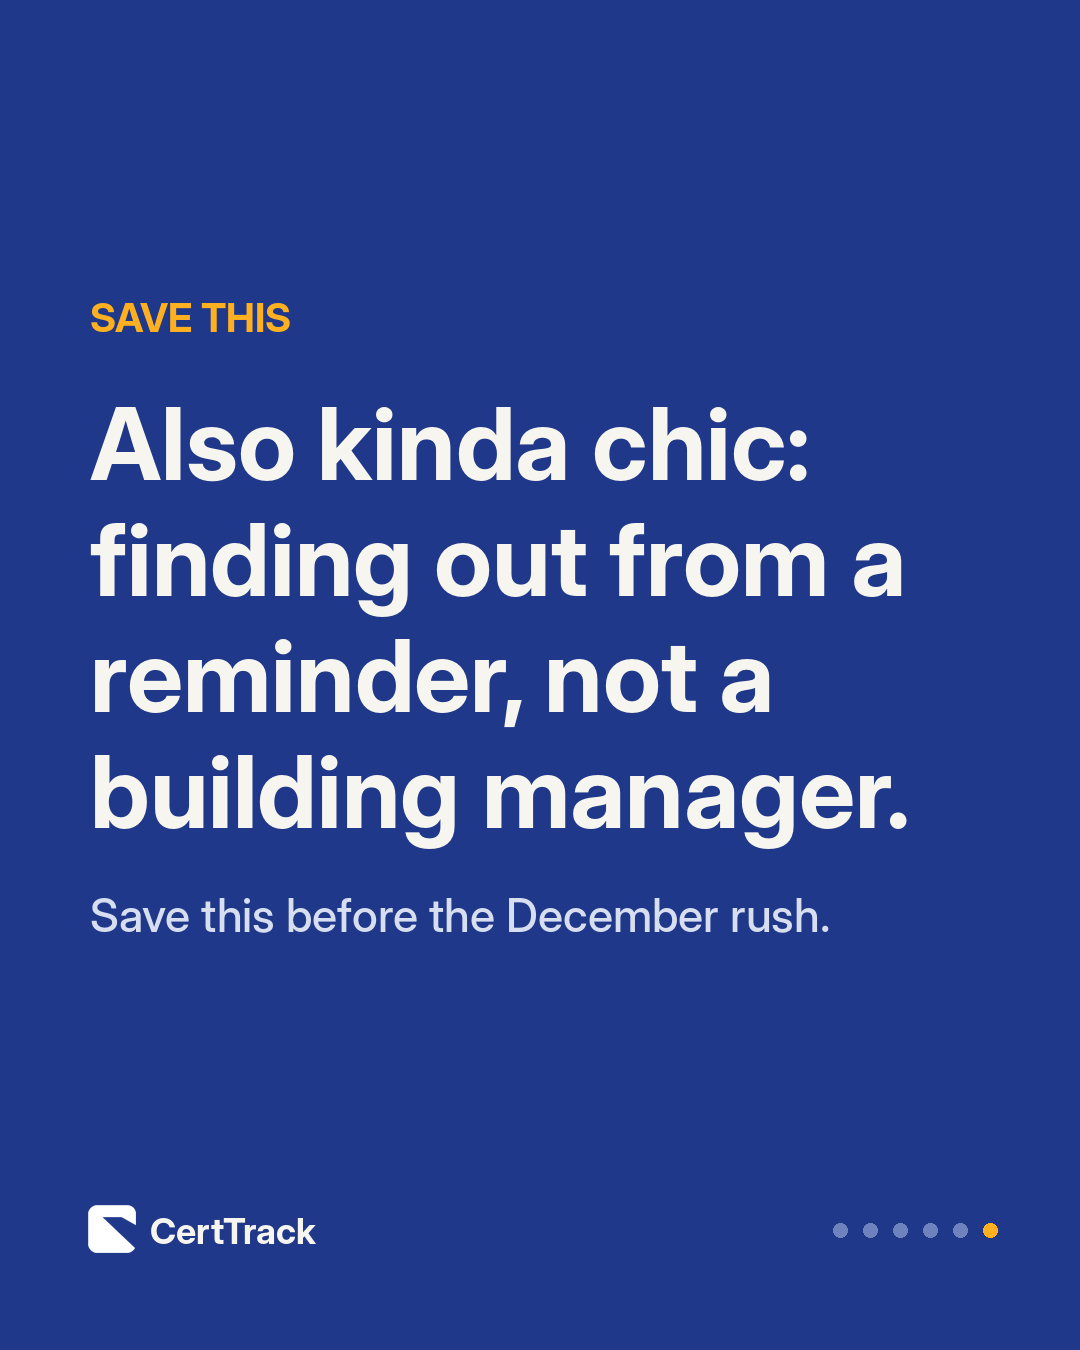 SAVE THIS
Also kinda chic:
finding out from a
reminder, not a
building manager.
Save this before the December rush.
CertTrack